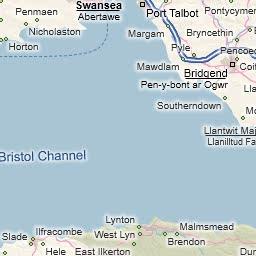 Swansea
Abertawe
Port Talbot
Pontycymer
Penmaen
Nicholaston
Horton
Margam
Bryncethin
Pyle
Pencoed
Mawdlam
Bridgend
Pen-y-bont ar Ogwr
Southerndown
Llantwit Ma
Llanilltud Fa
Bristol Channel
Lynton
Malmsmead
Ilfracombe
Slade
West Lyn
Brendon
Hele
East Ilkerton